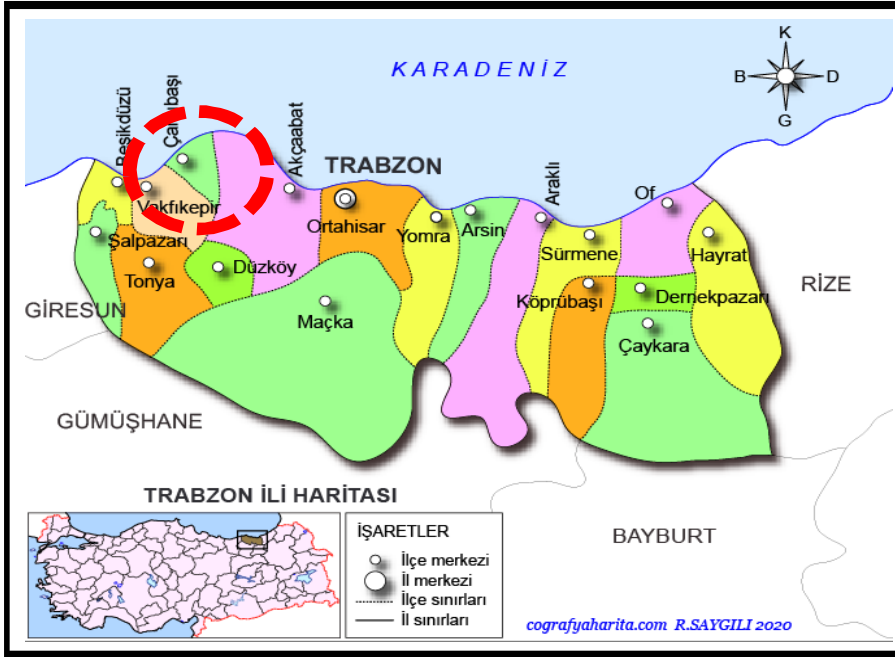 KARADENİZ
K
B
D
G
Beşikdüzü
Çarşıbaşı
Akçaabat
TRABZON
Araklı
Of
Vakfıkepir
Ortahisar
Yomra
Arsin
Sürmene
Hayrat
Şalpazarı
Tonya
Düzköy
Maçka
Köprübaşı
Dernekpazarı
Çaykara
RİZE
GİRESUN
GÜMÜŞHANE
BAYBURT
TRABZON İLİ HARİTASI
İŞARETLER
İlçe merkezi
İl merkezi
İlçe sınırları
İl sınırları
cografyaharita.com R.SAYGILI 2020